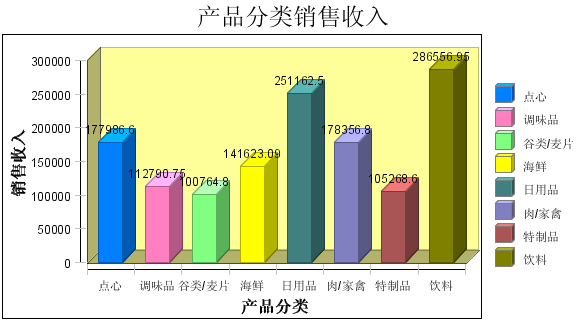 产品分类销售收入
300000
250000
200000
150000
100000
50000
0
销售收入
177986.6
112790.75
100764.8
141623.09
251162.5
178356.8
105268.6
286556.95
点心
调味品
谷类/麦片
海鲜
日用品
肉/家禽
特制品
饮料
产品分类
点心
调味品
谷类/麦片
海鲜
日用品
肉/家禽
特制品
饮料